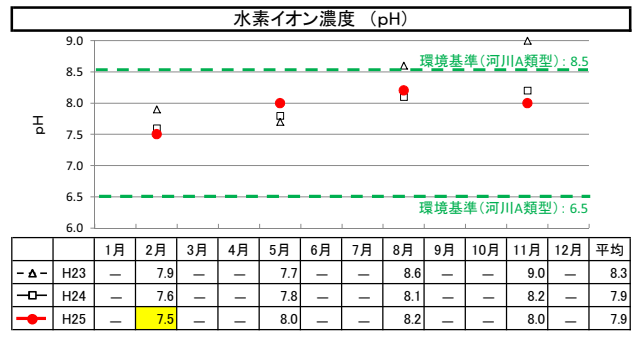 水素イオン濃度 （pH）
9.0
環境基準（河川A類型）：8.5
8.5
8.0
pH
7.5
7.0
6.5
環境基準（河川A類型）：6.5
6.0
1月 2月 3月 4月 5月 6月 7月 8月 9月 10月 11月 12月 平均
H23 ― 7.9 ― ― 7.7 ― ― 8.6 ― ― 9.0 ― 8.3
H24 ― 7.6 ― ― 7.8 ― ― 8.1 ― ― 8.2 ― 7.9
H25 ― 7.5 ― ― 8.0 ― ― 8.2 ― ― 8.0 ― 7.9